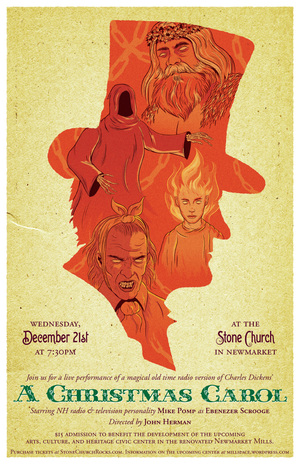 WEDNESDAY,
December 21st
AT 7:30PM
AT THE
Stone Church
IN NEWMARKET
Join us for a live performance of a magical old time radio version of Charles Dickens'
A CHRISTMAS CAROL
Starring NH radio & television personality MIKE POMP as EBENEZER SCROOGE
Directed by JOHN HERMAN
$15 ADMISSION TO BENEFIT THE DEVELOPMENT OF THE UPCOMING
ARTS, CULTURE, AND HERITAGE CIVIC CENTER IN THE RENOVATED NEWMARKET MILLS.
PURCHASE TICKETS @ STONECHURCHROCKS.COM. INFORMATION ON THE UPCOMING CENTER @ MILLSPACE.WORDPRESS.COM